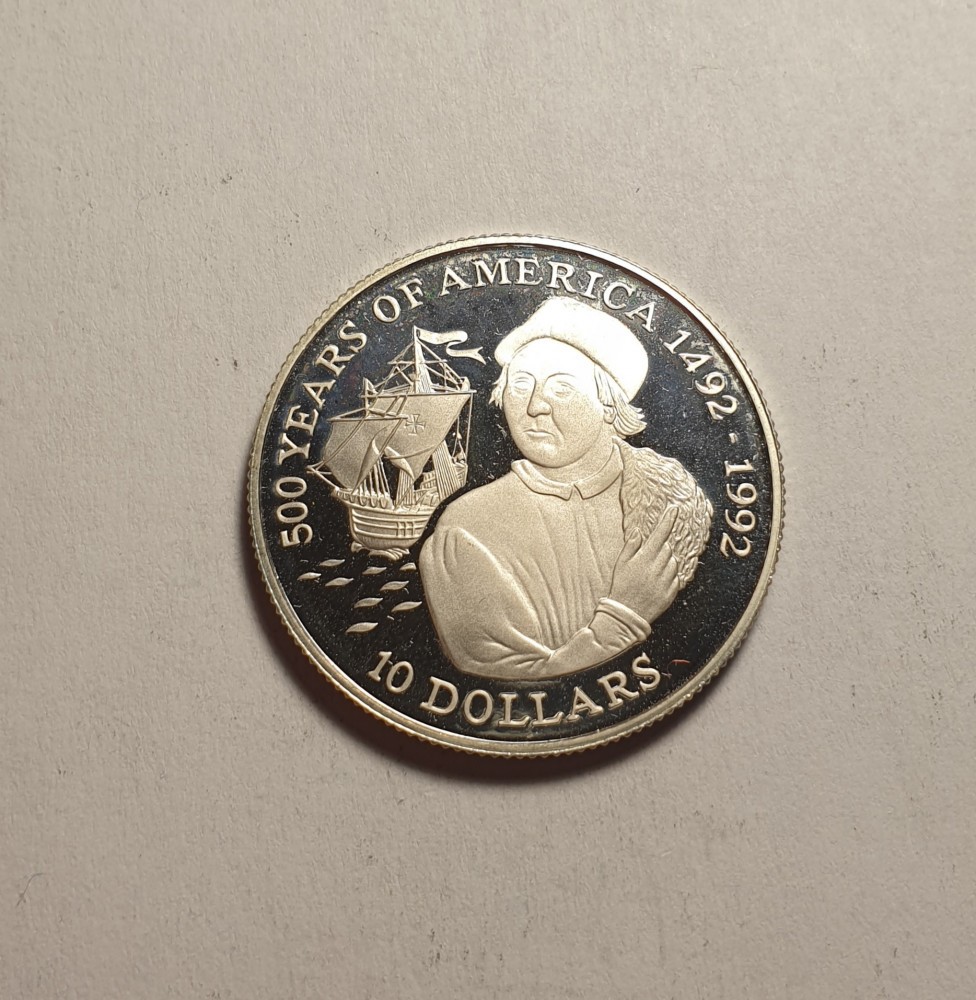 500 YEARS OF AMERICA 1492 - 1992
10 DOLLARS